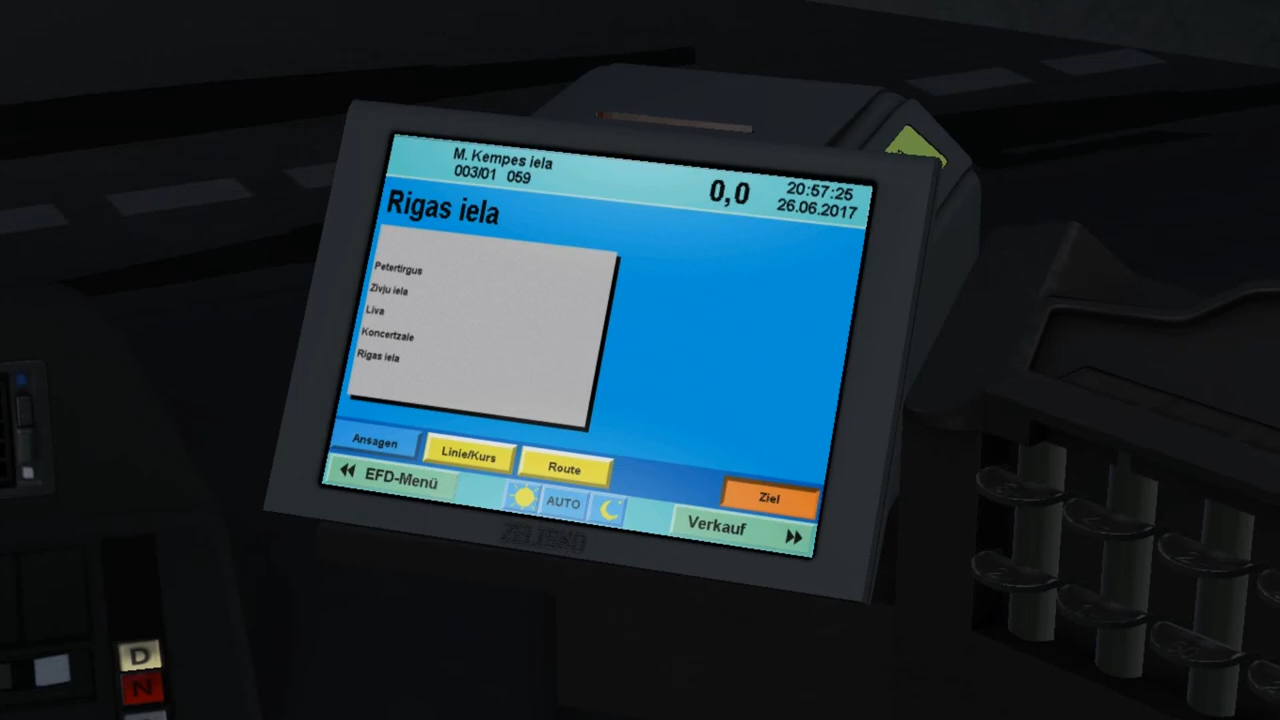 M. Kempes iela
003/01 059
0,0
20:57:25
26.06.2017
Rigas iela
Petertirgus
Zivju iela
Liva
Koncertzale
Rigas iela
Ansagen
Linie/Kurs
Route
Ziel
EFD-Menü
AUTO
Verkauf
D
N